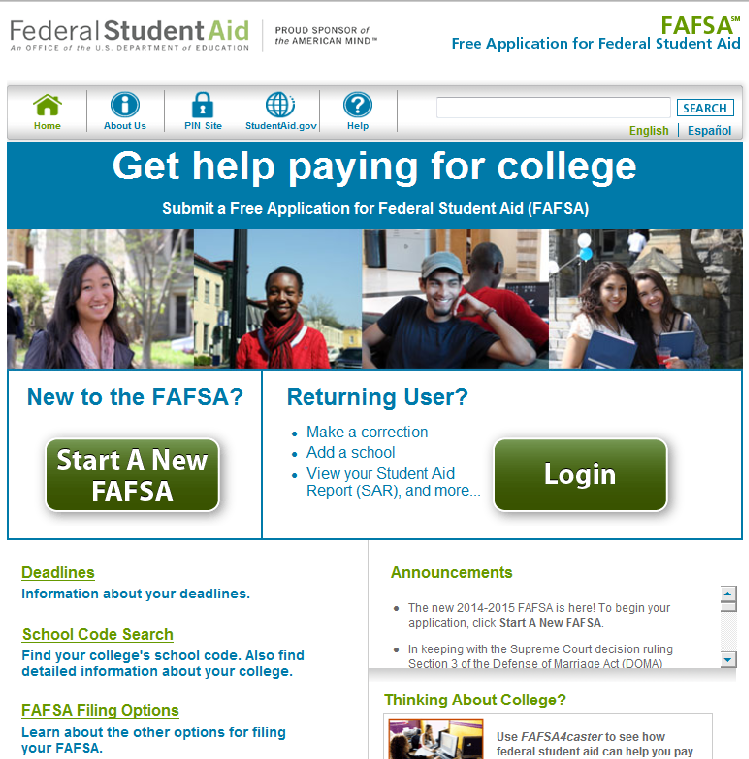 Federal Student Aid
An OFFICE of the U.S. DEPARTMENT of EDUCATION
PROUD SPONSOR of
the AMERICAN MIND™
FAFSA℠
Free Application for Federal Student Aid
Home
About Us
PIN Site
StudentAid.gov
Help
SEARCH
English
Español
Get help paying for college
Submit a Free Application for Federal Student Aid (FAFSA)
New to the FAFSA?
Start A New
FAFSA
Returning User?
• Make a correction
• Add a school
• View your Student Aid
Report (SAR), and more...
Login
Deadlines
Information about your deadlines.
School Code Search
Find your college's school code. Also find
detailed information about your college.
FAFSA Filing Options
Learn about the other options for filing
your FAFSA.
Announcements
• The new 2014-2015 FAFSA is here! To begin your
application, click Start A New FAFSA.
• In keeping with the Supreme Court decision ruling
Section 3 of the Defense of Marriage Act (DOMA)
Thinking About College?
Use FAFSA4caster to see how
federal student aid can help you pay